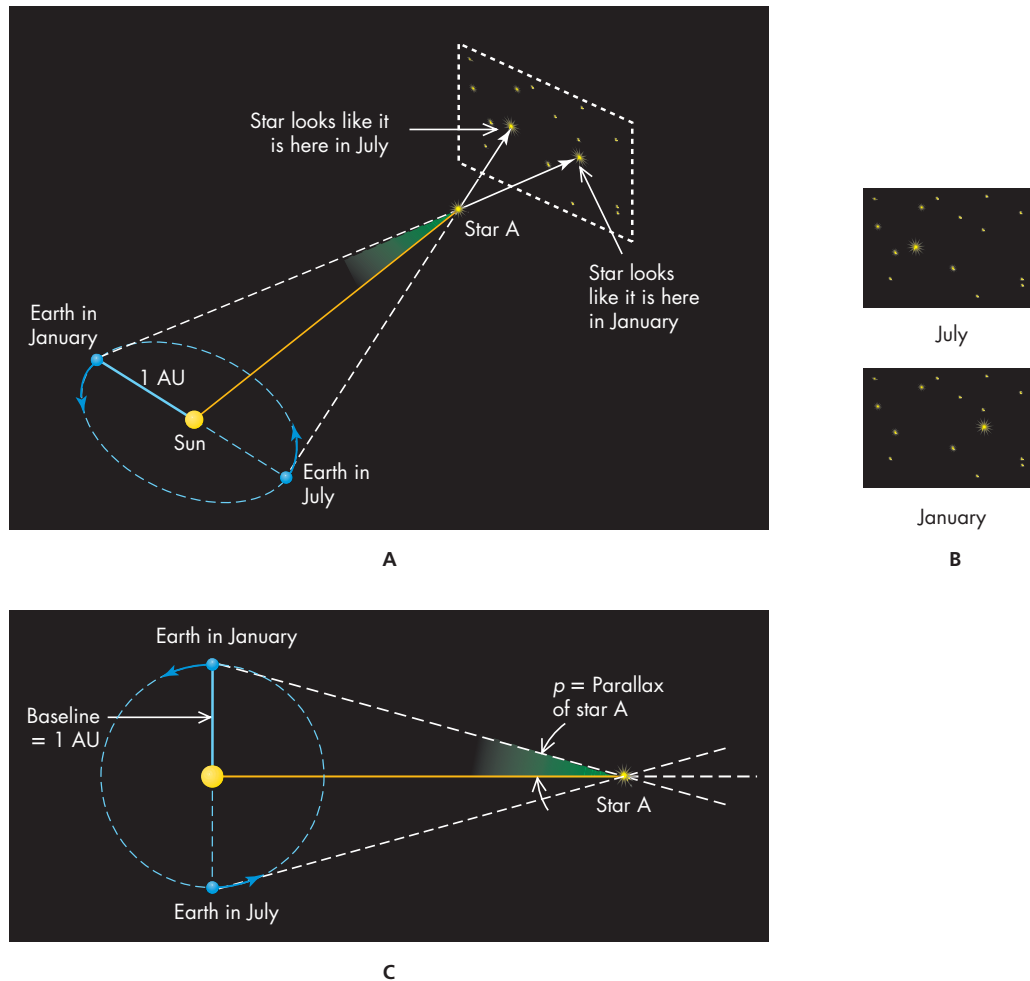 Star looks like it
is here in July
Star A
Star looks
like it is here
in January
Earth in
January
1 AU
Sun
Earth in
July
A
July
January
B
Earth in January
p = Parallax
of star A
Baseline
= 1 AU
Star A
Earth in July
C